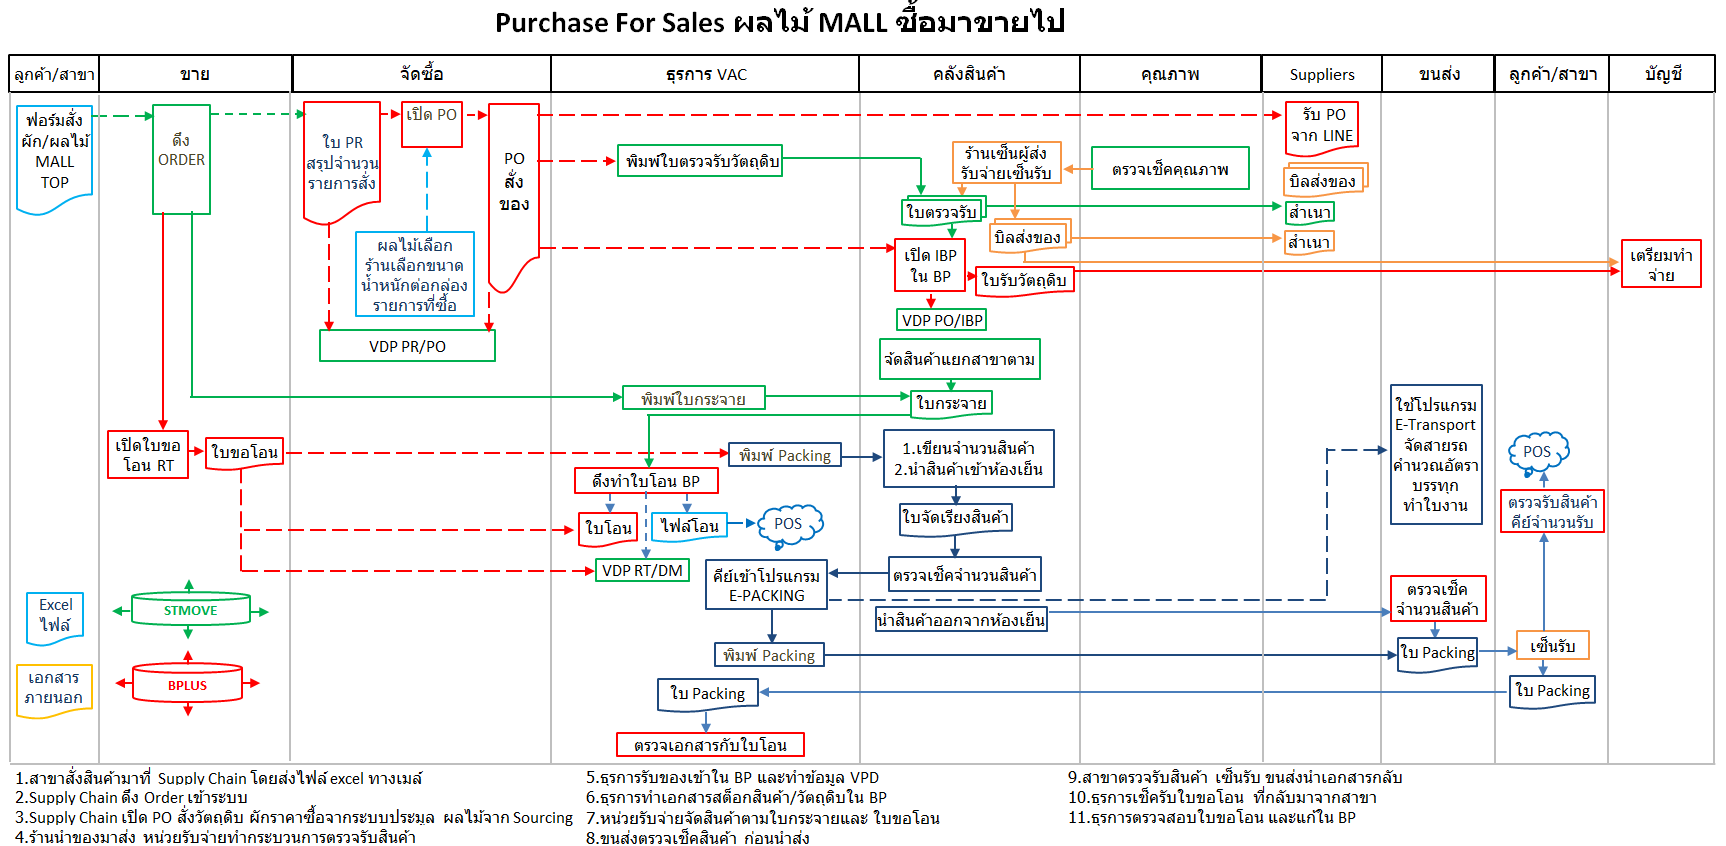 Purchase For Sales ผลไม้ MALL ซื้อมาขายไป
ลูกค้า/สาขา
ขาย
จัดซื้อ
ธุรการ VAC
คลังสินค้า
คุณภาพ
Suppliers
ขนส่ง
ลูกค้า/สาขา
บัญชี
ฟอร์มสั่ง
ผัก/ผลไม้
MALL
TOP
ดึง
ORDER
ใบ PR
สรุปจำนวน
รายการสั่ง
เปิด PO
PO
สั่ง
ของ
ผลไม้เลือก
ร้านเลือกขนาด
น้ำหนักต่อกล่อง
รายการที่ซื้อ
VDP PR/PO
พิมพ์ใบตรวจรับวัตถุดิบ
ร้านเซ็นผู้ส่ง
รับจ่ายเซ็นรับ
ตรวจเช็คคุณภาพ
รับ PO
จาก LINE
บิลส่งของ
ใบตรวจรับ
สำเนา
บิลส่งของ
สำเนา
เปิด IBP
ใน BP
ใบรับวัตถุดิบ
เตรียมทำ
จ่าย
VDP PO/IBP
จัดสินค้าแยกสาขาตาม
พิมพ์ใบกระจาย
ใบกระจาย
เปิดใบขอ
โอน RT
ใบขอโอน
พิมพ์ Packing
1.เขียนจำนวนสินค้า
2.นำสินค้าเข้าห้องเย็น
ใช้โปรแกรม
E-Transport
จัดสายรถ
คำนวณอัตรา
บรรทุก
ทำใบงาน
POS
ดึงทำใบโอน BP
ใบโอน
ไฟล์โอน
POS
ใบจัดเรียงสินค้า
ตรวจรับสินค้า
คีย์จำนวนรับ
VDP RT/DM
คีย์เข้าโปรแกรม
E-PACKING
ตรวจเช็คจำนวนสินค้า
Excel
ไฟล์
STMOVE
นำสินค้าออกจากห้องเย็น
ตรวจเช็ค
จำนวนสินค้า
พิมพ์ Packing
ใบ Packing
เซ็นรับ
เอกสาร
ภายนอก
BPLUS
ใบ Packing
ใบ Packing
ตรวจเอกสารกับใบโอน
1.สาขาสั่งสินค้ามาที่ Supply Chain โดยส่งไฟล์ excel ทางเมล์
2.Supply Chain ดึง Order เข้าระบบ
3.Supply Chain เปิด PO สั่งวัตถุดิบ ผักราคาซื้อจากระบบประมูล ผลไม้จาก Sourcing
4.ร้านนำของมาส่ง หน่วยรับจ่ายทำกระบวนการตรวจรับสินค้า
5.ธุรการรับของเข้าใน BP และทำข้อมูล VPD
6.ธุรการทำเอกสารสต็อกสินค้า/วัตถุดิบใน BP
7.หน่วยรับจ่ายจัดสินค้าตามใบกระจายและ ใบขอโอน
8.ขนส่งตรวจเช็คสินค้า ก่อนนำส่ง
9.สาขาตรวจรับสินค้า เซ็นรับ ขนส่งนำเอกสารกลับ
10.ธุรการเช็ครับใบขอโอน ที่กลับมาจากสาขา
11.ธุรการตรวจสอบใบขอโอน และแก้ใน BP